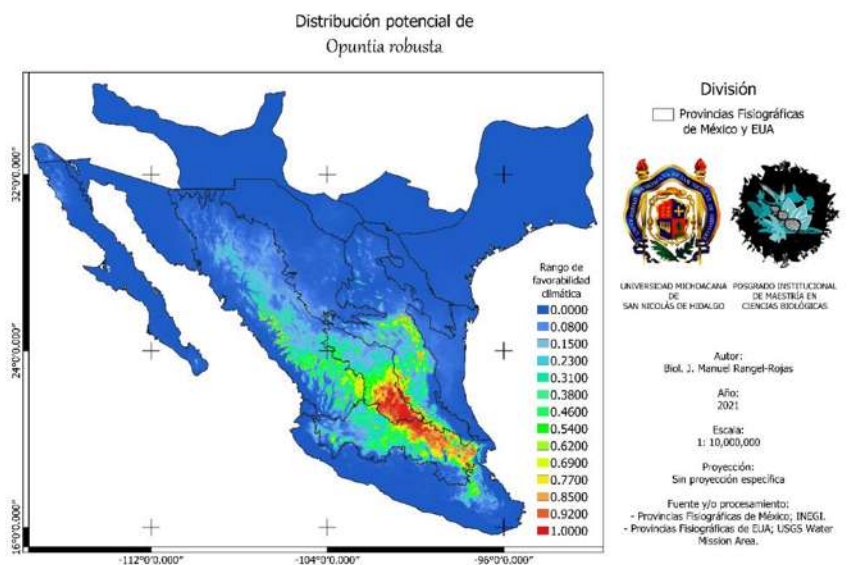 Distribución potencial de
Opuntia robusta
División
Provincias Fisiográficas
de México y EUA
UNIVERSIDAD MICHOACANA
DE
SAN NICOLÁS DE HIDALGO
POSGRADO INSTITUCIONAL
DE MAESTRÍA EN
CIENCIAS BIOLÓGICAS
Rango de
favorabilidad
climática
0.0000
0.0800
0.1500
0.2300
0.3100
0.3800
0.4600
0.5400
0.6200
0.6900
0.7700
0.8500
0.9200
1.0000
Autor:
Biol. J. Manuel Rangel-Rojas
Año:
2021
Escala:
1: 10,000,000
Proyección:
Sin proyección específica
Fuente y/o procesamiento:
- Provincias Fisiográficas de México; INEGI.
- Provincias Fisiográficas de EUA; USGS Water
Mission Area.
32°0'0.000"
24°0'0.000"
16°0'0.000"
-112°0'0.000"
-104°0'0.000"
-96°0'0.000"